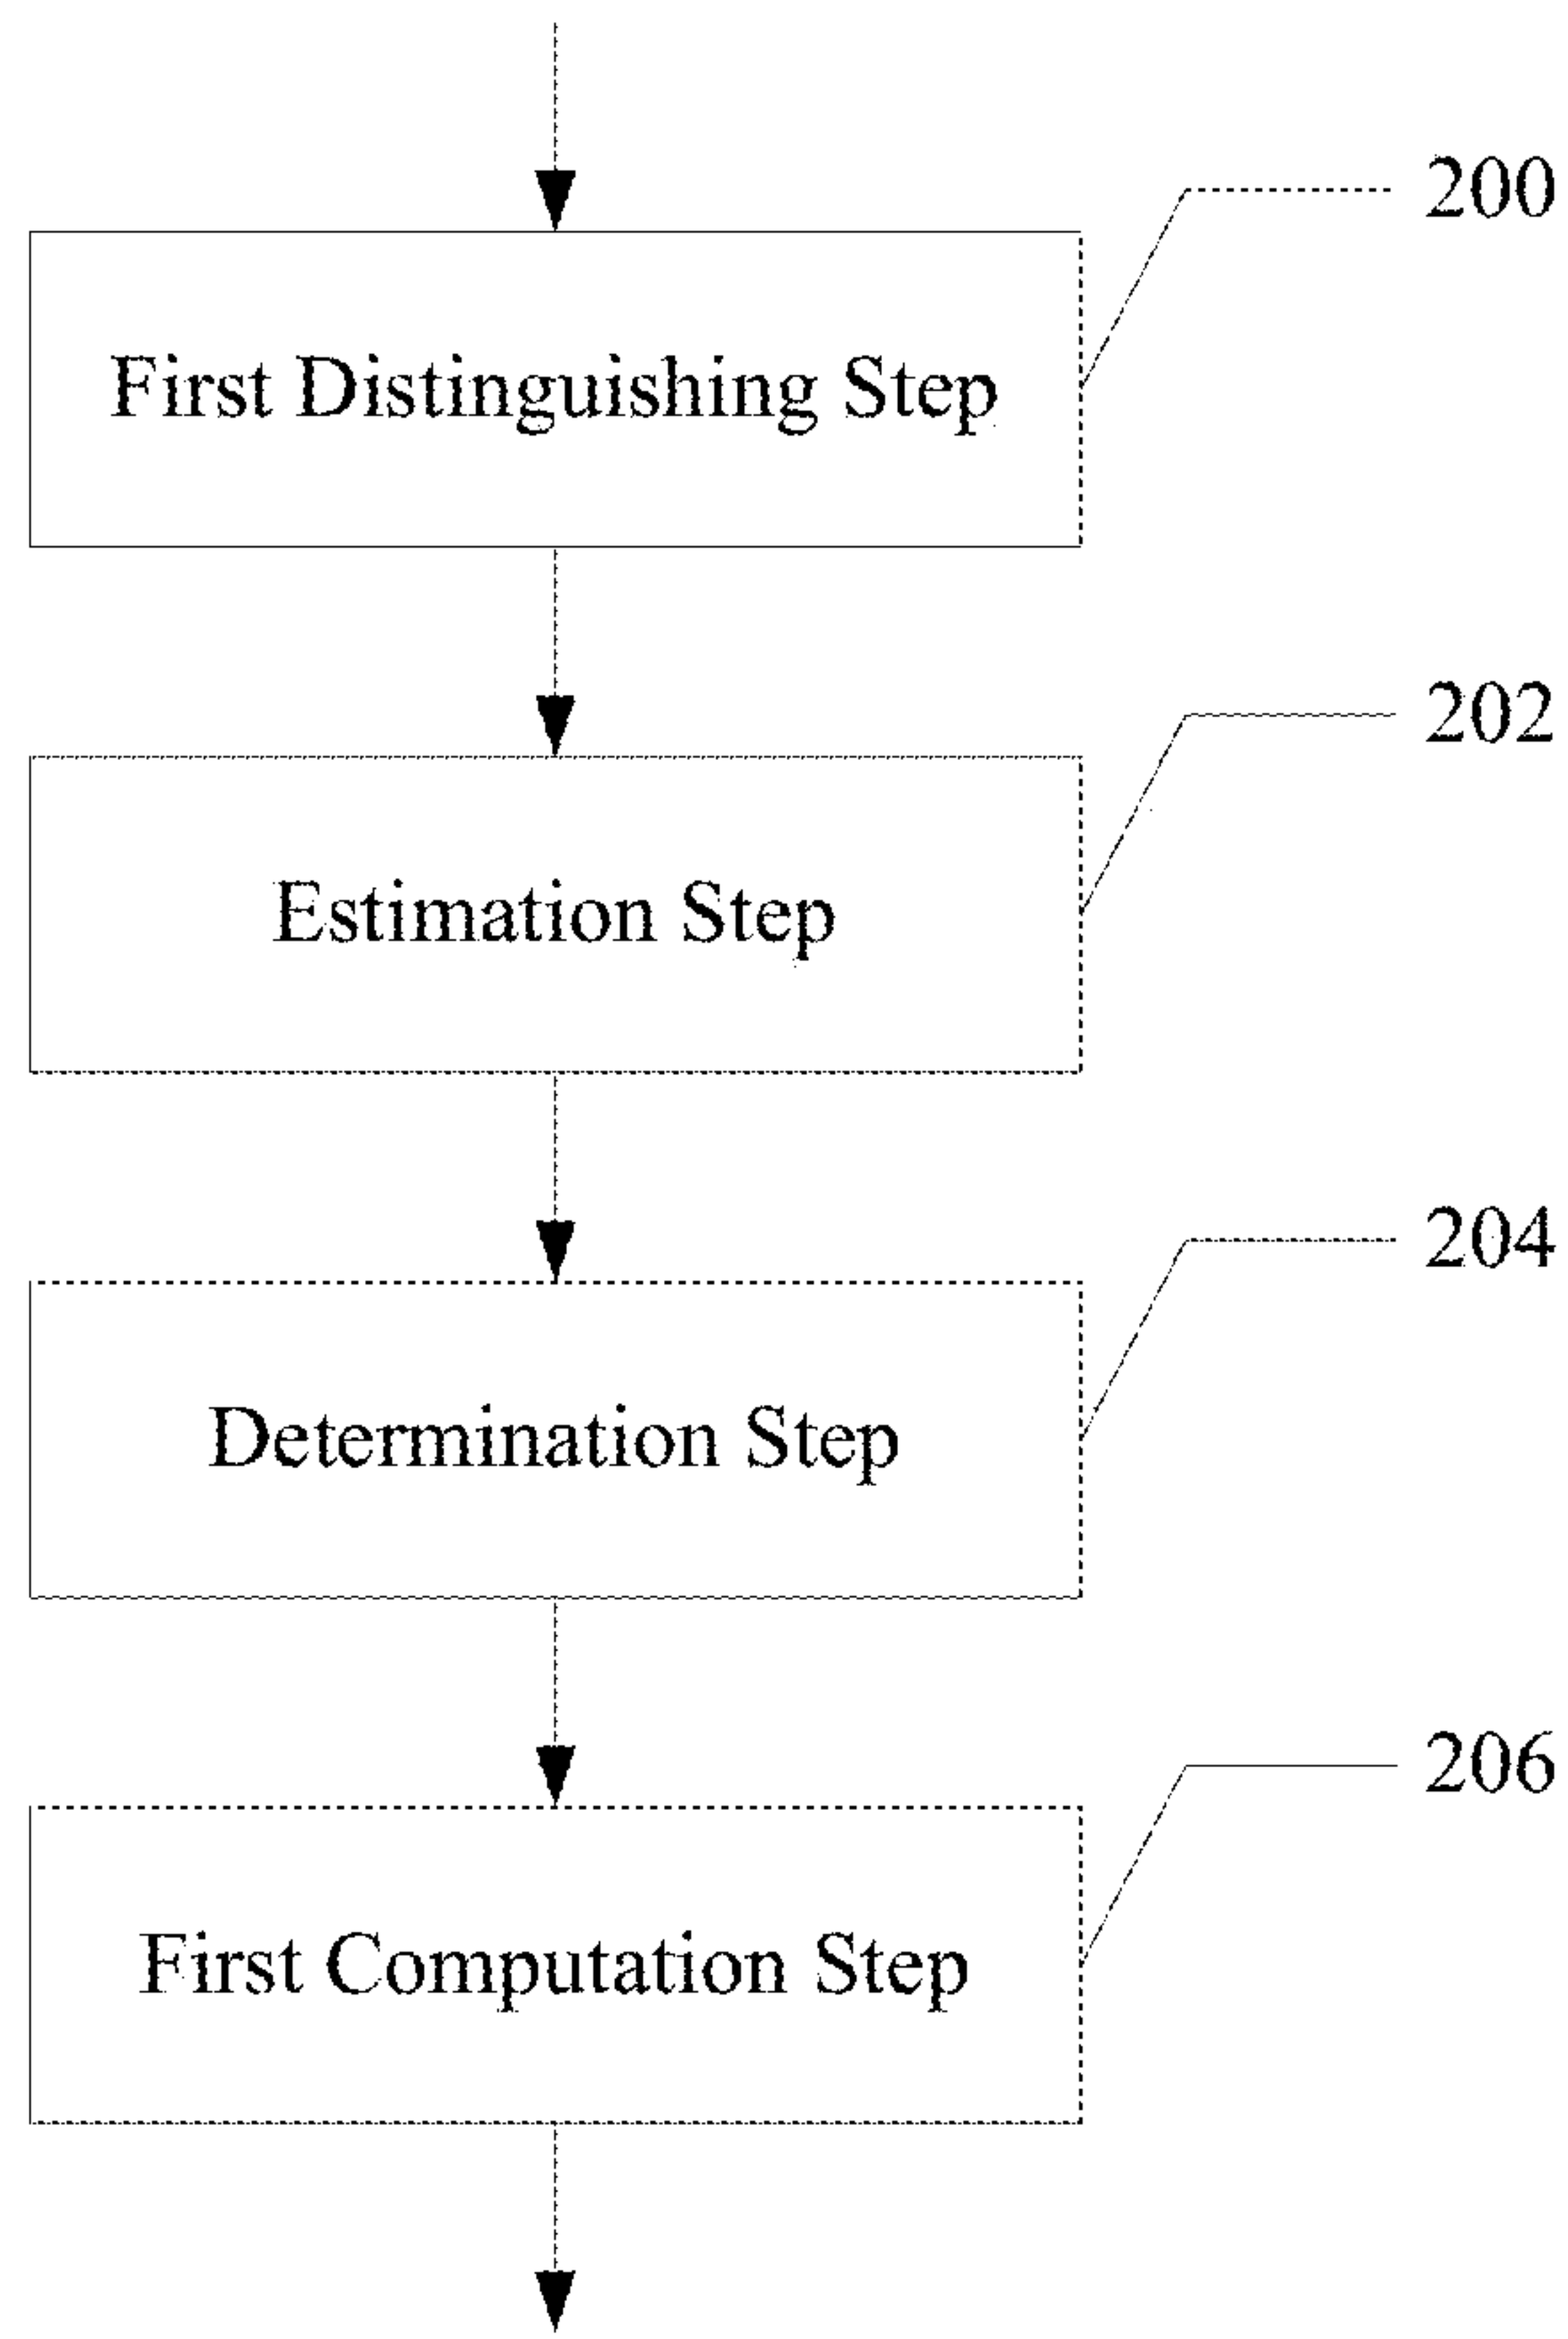 200
First Distinguishing Step
202
Estimation Step
204
Determination Step
206
First Computation Step